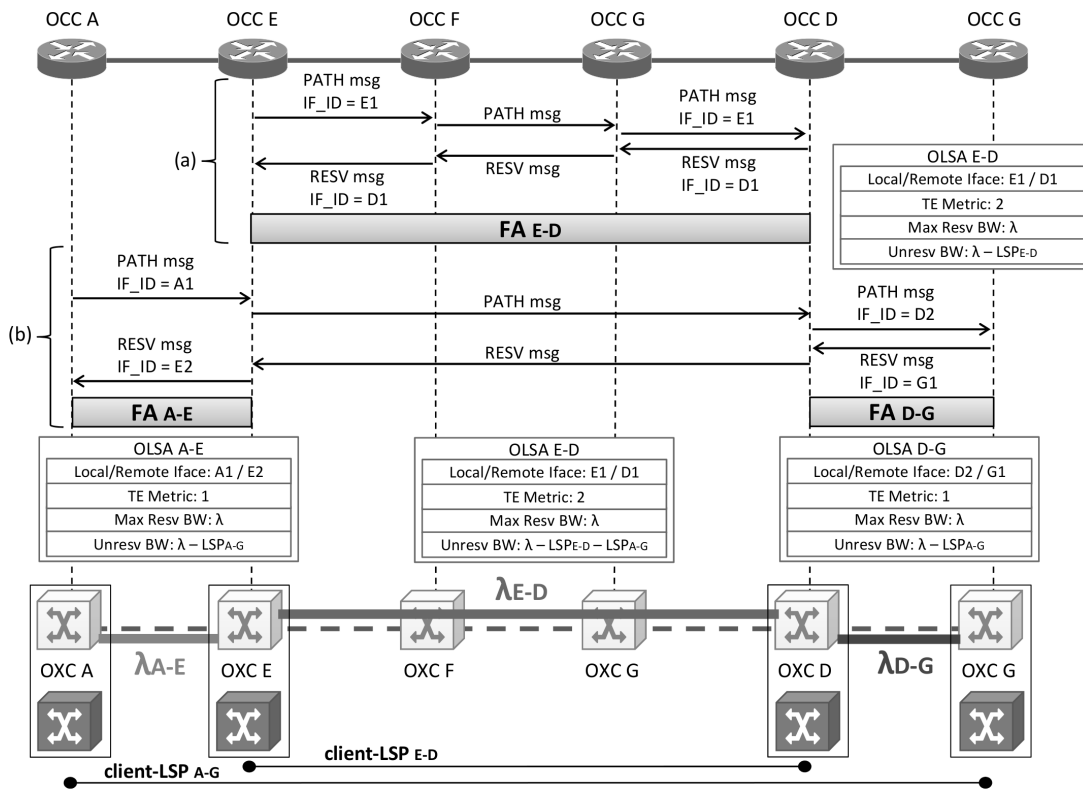 OCC A
OCC E
OCC F
OCC G
OCC D
OCC G
(a)
PATH msg
IF_ID = E1
PATH msg
PATH msg
IF_ID = E1
RESV msg
IF_ID = D1
RESV msg
RESV msg
IF_ID = D1
FA E-D
OLSA E-D
Local/Remote Iface: E1 / D1
TE Metric: 2
Max Resv BW: λ
Unresv BW: λ – LSPE-D
(b)
PATH msg
IF_ID = A1
PATH msg
PATH msg
IF_ID = D2
RESV msg
IF_ID = E2
RESV msg
RESV msg
IF_ID = G1
FA A-E
FA D-G
OLSA A-E
Local/Remote Iface: A1 / E2
TE Metric: 1
Max Resv BW: λ
Unresv BW: λ – LSPA-G
OLSA E-D
Local/Remote Iface: E1 / D1
TE Metric: 2
Max Resv BW: λ
Unresv BW: λ – LSPE-D – LSPA-G
OLSA D-G
Local/Remote Iface: D2 / G1
TE Metric: 1
Max Resv BW: λ
Unresv BW: λ – LSPA-G
λE-D
λA-E
λD-G
OXC A
OXC E
OXC F
OXC G
OXC D
OXC G
client-LSP E-D
client-LSP A-G